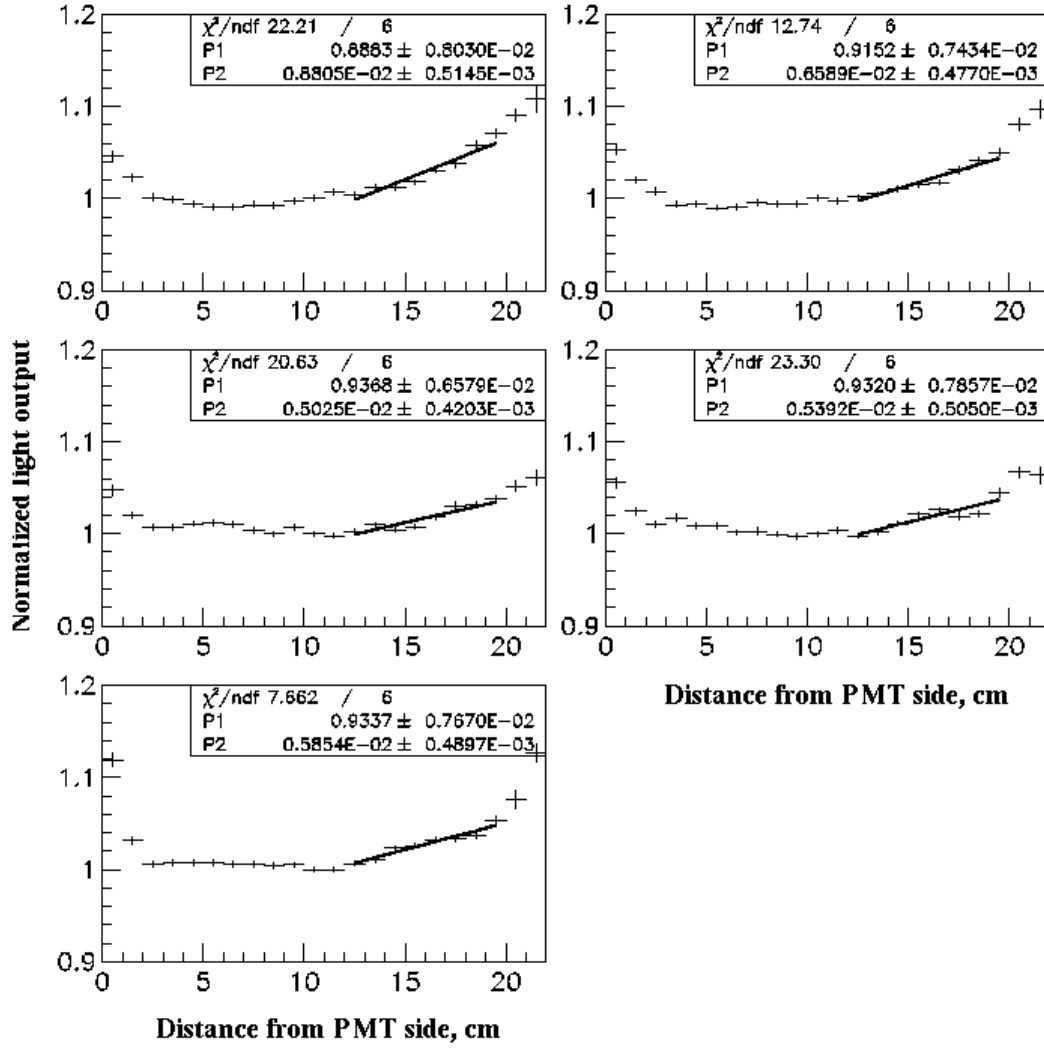 1.2
1.1
1
0.9
0 5 10 15 20
χ²/ndf 22.21 / 6
P1 0.8883 ± 0.8030E−02
P2 0.8805E−02 ± 0.5145E−03
1.2
1.1
1
0.9
0 5 10 15 20
χ²/ndf 12.74 / 6
P1 0.9152 ± 0.7434E−02
P2 0.6589E−02 ± 0.4770E−03
Normalized light output
1.2
1.1
1
0.9
0 5 10 15 20
χ²/ndf 20.63 / 6
P1 0.9368 ± 0.6579E−02
P2 0.5025E−02 ± 0.4203E−03
1.2
1.1
1
0.9
0 5 10 15 20
χ²/ndf 23.30 / 6
P1 0.9320 ± 0.7857E−02
P2 0.5392E−02 ± 0.5050E−03
Distance from PMT side, cm
1.2
1.1
1
0.9
0 5 10 15 20
χ²/ndf 7.662 / 6
P1 0.9337 ± 0.7670E−02
P2 0.5854E−02 ± 0.4897E−03
Distance from PMT side, cm